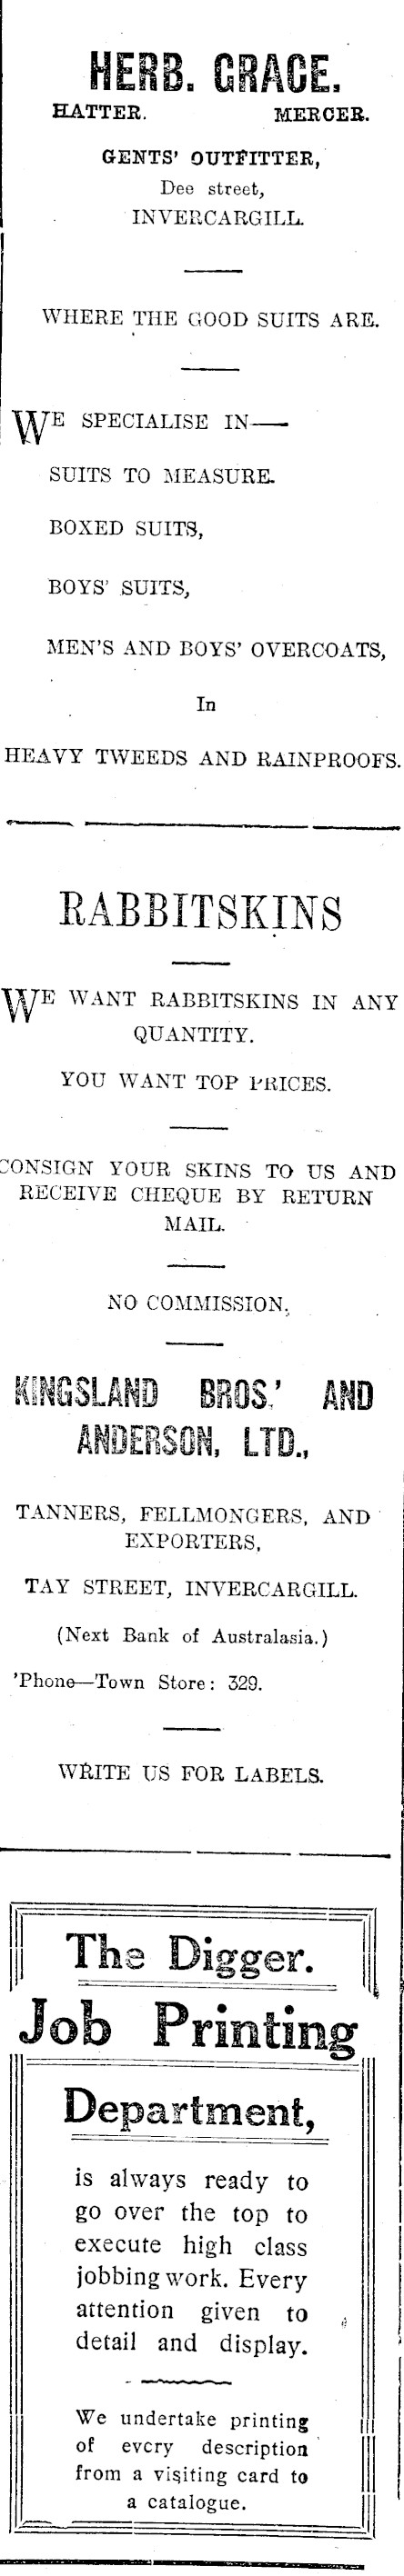 HERB. GRACE,
HATTER. MERCER.
GENTS' OUTFITTER,
Dee street,
INVERCARGILL.
WHERE THE GOOD SUITS ARE.
WE SPECIALISE IN—
SUITS TO MEASURE.
BOXED SUITS,
BOYS' SUITS,
MEN'S AND BOYS' OVERCOATS,
In
HEAVY TWEEDS AND RAINPROOFS.
RABBITSKINS
WE WANT RABBITSKINS IN ANY
QUANTITY.
YOU WANT TOP PRICES.
CONSIGN YOUR SKINS TO US AND
RECEIVE CHEQUE BY RETURN
MAIL.
NO COMMISSION.
KINGSLAND BROS.' AND
ANDERSON, LTD.,
TANNERS, FELLMONGERS, AND
EXPORTERS,
TAY STREET, INVERCARGILL.
(Next Bank of Australasia.)
'Phone—Town Store: 329.
WRITE US FOR LABELS.
The Digger.
Job Printing
Department,
is always ready to
go over the top to
execute high class
jobbing work. Every
attention given to
detail and display.
We undertake printing
of every description
from a visiting card to
a catalogue.